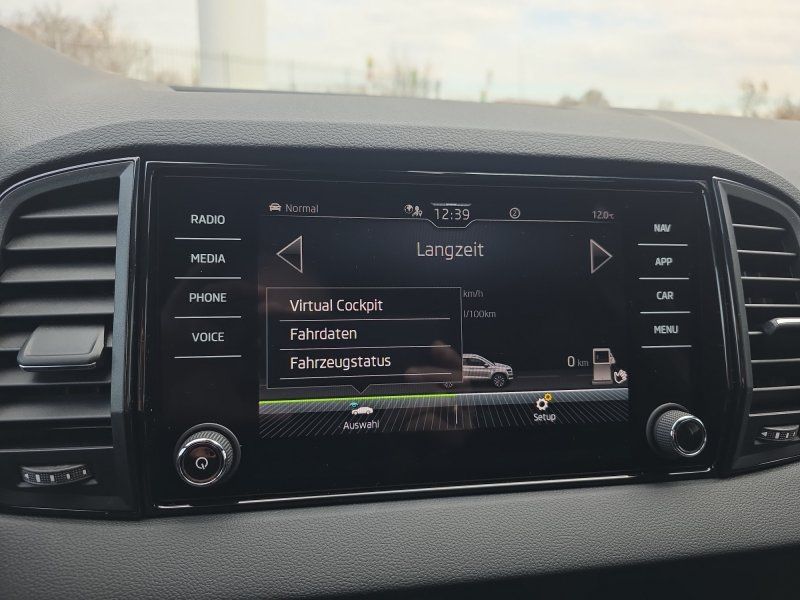 Normal
12:39
2
12.0°C
RADIO
MEDIA
PHONE
VOICE
Langzeit
km/h
l/100km
Virtual Cockpit
Fahrdaten
Fahrzeugstatus
0 km
Auswahl
Setup
NAV
APP
CAR
MENU